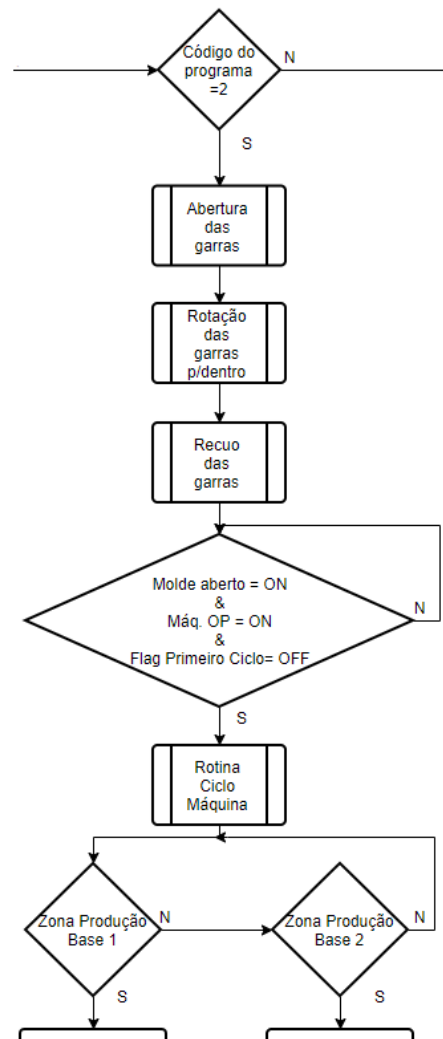 Código do
programa
=2
N
S
Abertura
das
garras
Rotação
das
garras
p/dentro
Recuo
das
garras
Molde aberto = ON
&
Máq. OP = ON
&
Flag Primeiro Ciclo= OFF
N
S
Rotina
Ciclo
Máquina
Zona Produção
Base 1
N
Zona Produção
Base 2
N
S
S